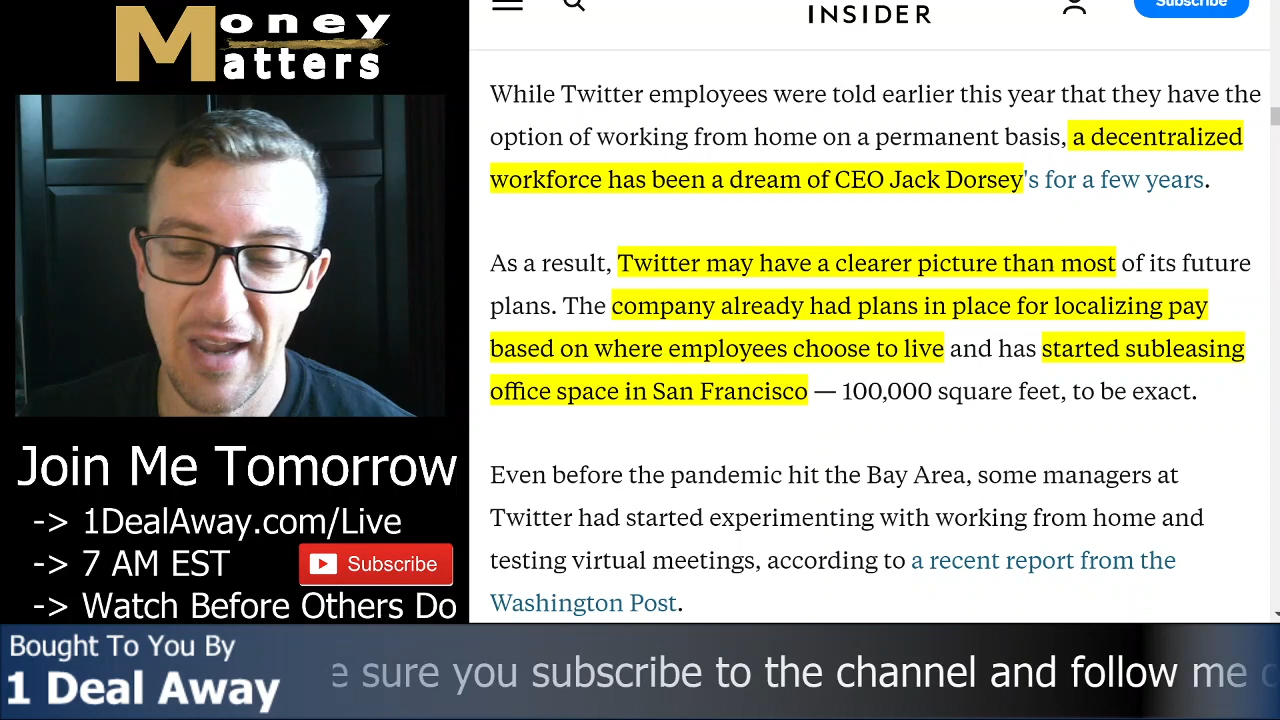 Money
Matters
Join Me Tomorrow
-> 1DealAway.com/Live
-> 7 AM EST
Subscribe
-> Watch Before Others Do
Subscribe
INSIDER
While Twitter employees were told earlier this year that they have the
option of working from home on a permanent basis, a decentralized
workforce has been a dream of CEO Jack Dorsey's for a few years.
As a result, Twitter may have a clearer picture than most of its future
plans. The company already had plans in place for localizing pay
based on where employees choose to live and has started subleasing
office space in San Francisco — 100,000 square feet, to be exact.
Even before the pandemic hit the Bay Area, some managers at
Twitter had started experimenting with working from home and
testing virtual meetings, according to a recent report from the
Washington Post.
Bought To You By
1 Deal Away
sure you subscribe to the channel and follow me